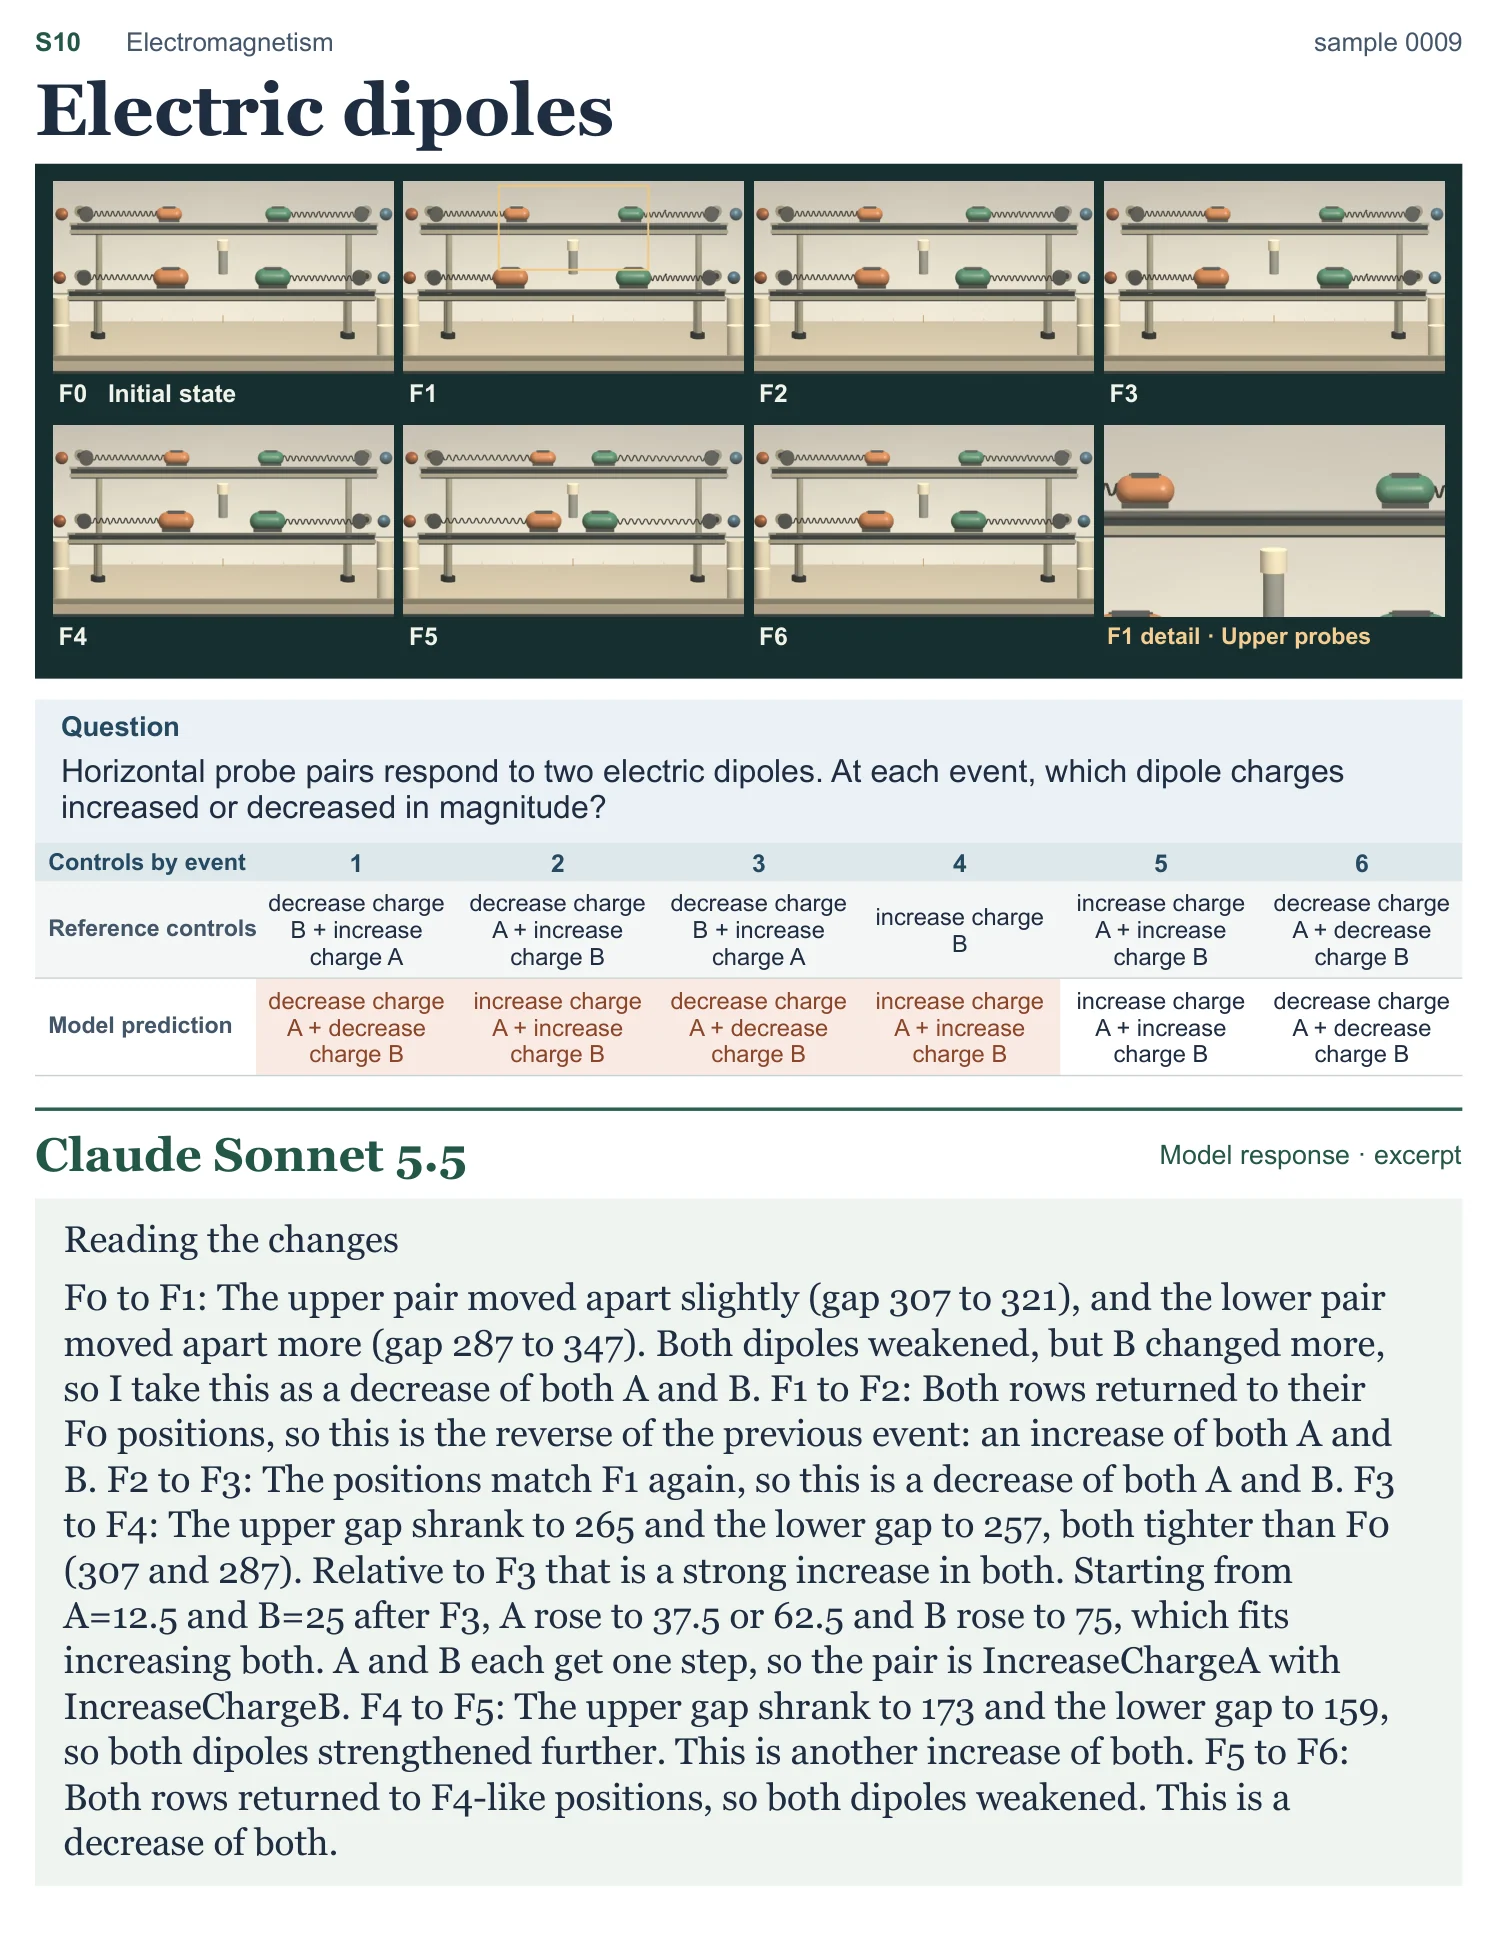 S10 Electromagnetism sample 0009
Electric dipoles
F0 Initial state
F1
F2
F3
F4
F5
F6
F1 detail · Upper probes
Question
Horizontal probe pairs respond to two electric dipoles. At each event, which dipole charges
increased or decreased in magnitude?
Controls by event 1 2 3 4 5 6
Reference controls
decrease charge
B + increase
charge A
decrease charge
A + increase
charge B
decrease charge
B + increase
charge A
increase charge
B
increase charge
A + increase
charge B
decrease charge
A + decrease
charge B
Model prediction
decrease charge
A + decrease
charge B
increase charge
A + increase
charge B
decrease charge
A + decrease
charge B
increase charge
A + increase
charge B
increase charge
A + increase
charge B
decrease charge
A + decrease
charge B
Claude Sonnet 5.5
Model response · excerpt
Reading the changes
F0 to F1: The upper pair moved apart slightly (gap 307 to 321), and the lower pair
moved apart more (gap 287 to 347). Both dipoles weakened, but B changed more,
so I take this as a decrease of both A and B. F1 to F2: Both rows returned to their
F0 positions, so this is the reverse of the previous event: an increase of both A and
B. F2 to F3: The positions match F1 again, so this is a decrease of both A and B. F3
to F4: The upper gap shrank to 265 and the lower gap to 257, both tighter than F0
(307 and 287). Relative to F3 that is a strong increase in both. Starting from
A=12.5 and B=25 after F3, A rose to 37.5 or 62.5 and B rose to 75, which fits
increasing both. A and B each get one step, so the pair is IncreaseChargeA with
IncreaseChargeB. F4 to F5: The upper gap shrank to 173 and the lower gap to 159,
so both dipoles strengthened further. This is another increase of both. F5 to F6:
Both rows returned to F4-like positions, so both dipoles weakened. This is a
decrease of both.